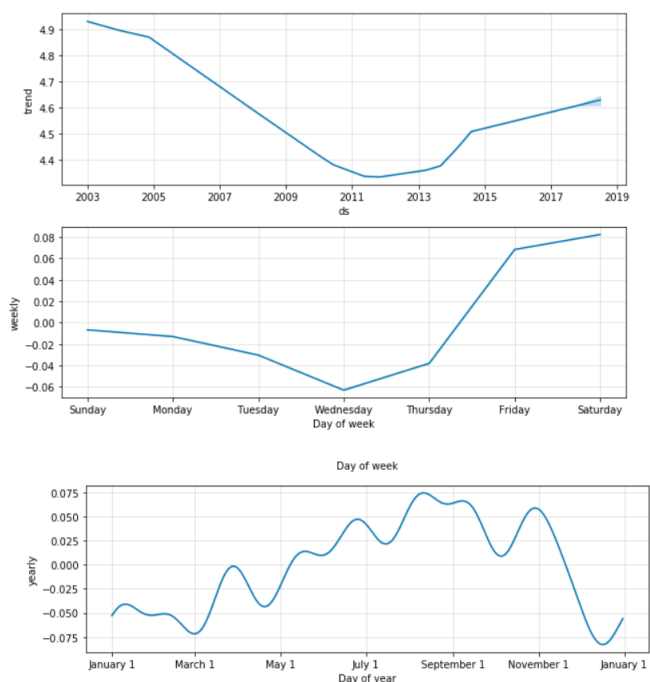 4.9
4.8
4.7
4.6
4.5
4.4
trend
2003 2005 2007 2009 2011 2013 2015 2017 2019
ds
0.08
0.06
0.04
0.02
0.00
−0.02
−0.04
−0.06
weekly
Sunday Monday Tuesday Wednesday Thursday Friday Saturday
Day of week
Day of week
0.075
0.050
0.025
0.000
−0.025
−0.050
−0.075
yearly
January 1 March 1 May 1 July 1 September 1 November 1 January 1
Day of year